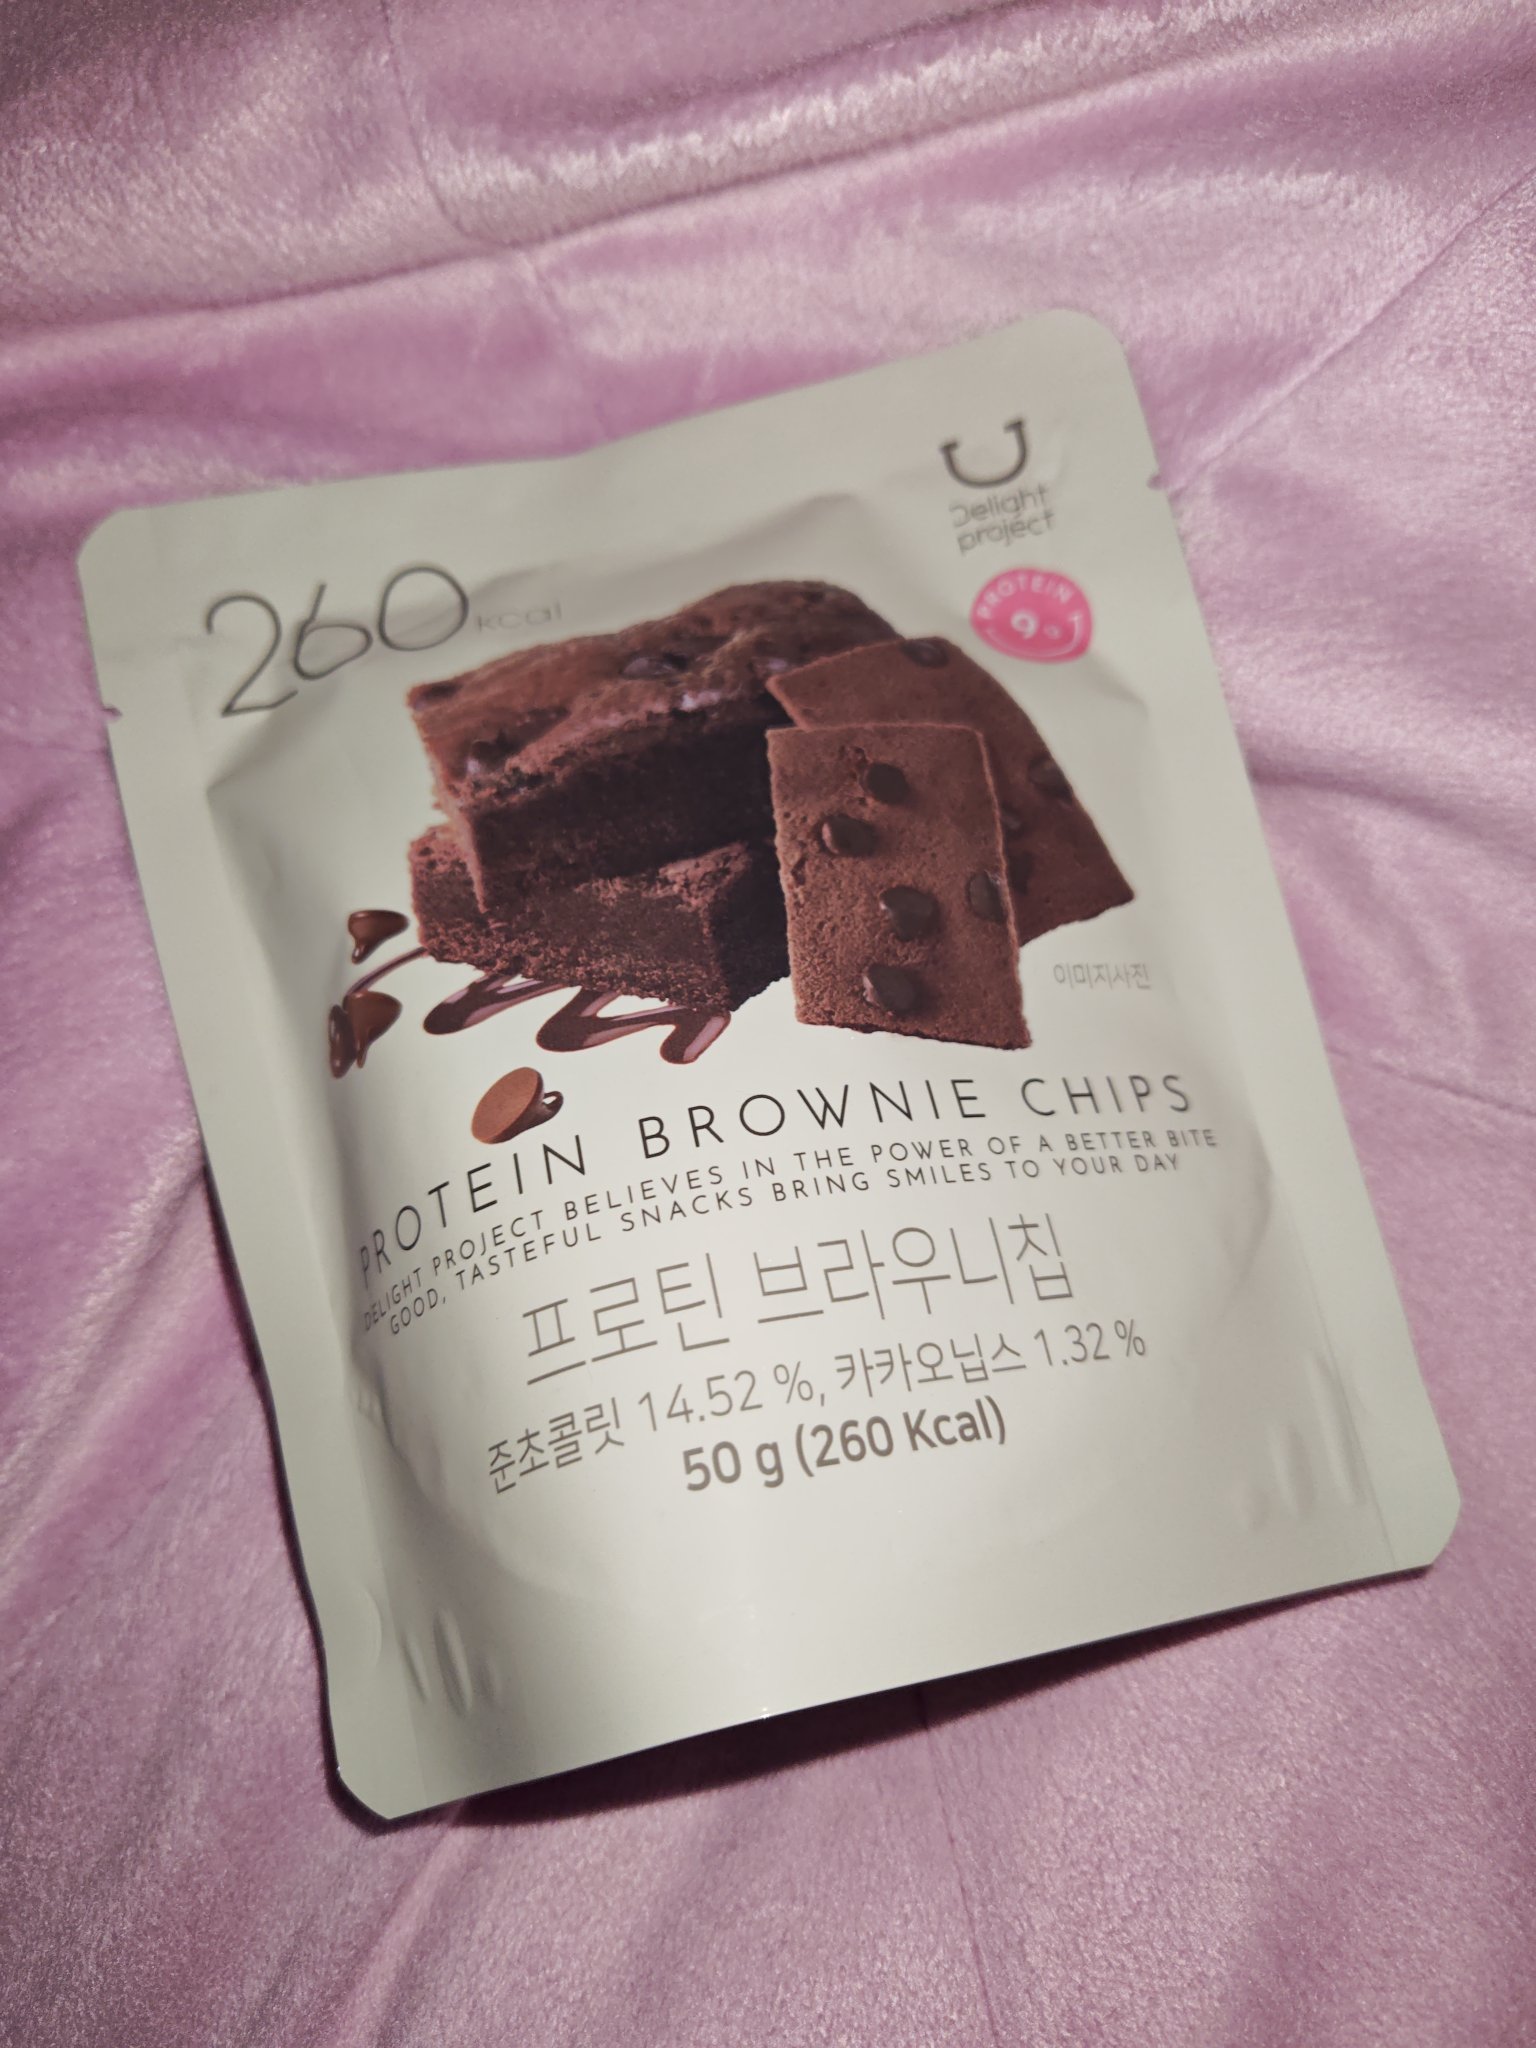 Delight
project
260 kcal
PROTEIN
9g
이미지사진
PROTEIN BROWNIE CHIPS
DELIGHT PROJECT BELIEVES IN THE POWER OF A BETTER BITE
GOOD, TASTEFUL SNACKS BRING SMILES TO YOUR DAY
프로틴 브라우니칩
준초콜릿 14.52 %, 카카오닙스 1.32 %
50 g (260 Kcal)